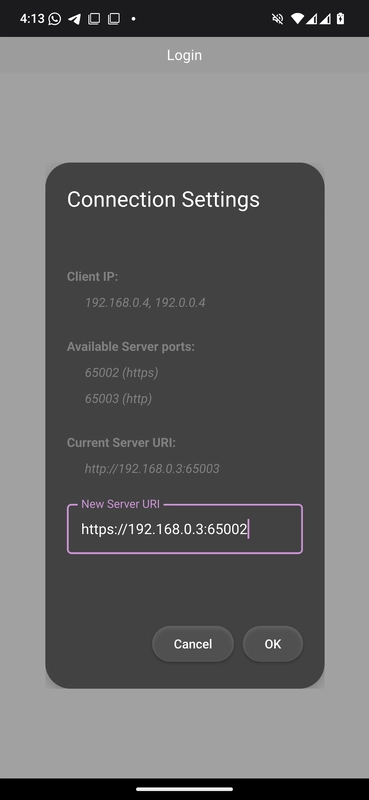 4:13
Login
Connection Settings
Client IP:
192.168.0.4, 192.0.0.4
Available Server ports:
65002 (https)
65003 (http)
Current Server URI:
http://192.168.0.3:65003
New Server URI
https://192.168.0.3:65002
Cancel
OK